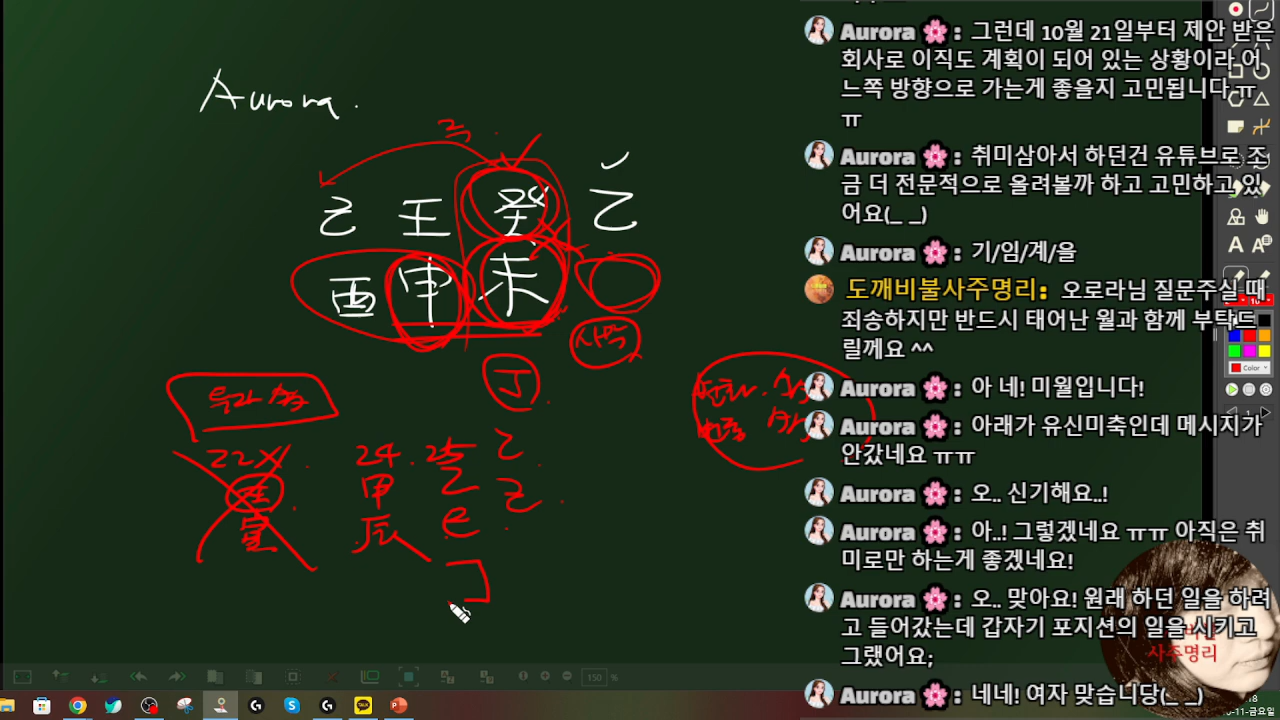 Aurora.
극
己 壬 癸 乙
酉 申 未
사막
丁
22 24 . 25 乙
壬 甲 乙 己
寅 辰 巳
Aurora : 그런데 10월 21일부터 제안 받은
회사로 이직도 계획이 되어 있는 상황이라 어
느쪽 방향으로 가는게 좋을지 고민됩니다ㅠ
ㅠ
Aurora : 취미삼아서 하던건 유튜브로 조
금 더 전문적으로 올려볼까 하고 고민하고 있
어요(_ _)
Aurora : 기/임/계/을
도깨비불사주명리: 오로라님 질문주실 때
죄송하지만 반드시 태어난 월과 함께 부탁드
릴께요 ^^
Aurora : 아 네! 미월입니다!
Aurora : 아래가 유신미축인데 메시지가
안갔네요 ㅠㅠ
Aurora : 오.. 신기해요..!
Aurora : 아..! 그렇겠네요 ㅠㅠ 아직은 취
미로만 하는게 좋겠네요!
Aurora : 오.. 맞아요! 원래 하던 일을 하려
고 들어갔는데 갑자기 포지션의 일을 시키고
그랬어요;
Aurora : 네네! 여자 맞습니당(_ _)
사주명리
Color
150 %